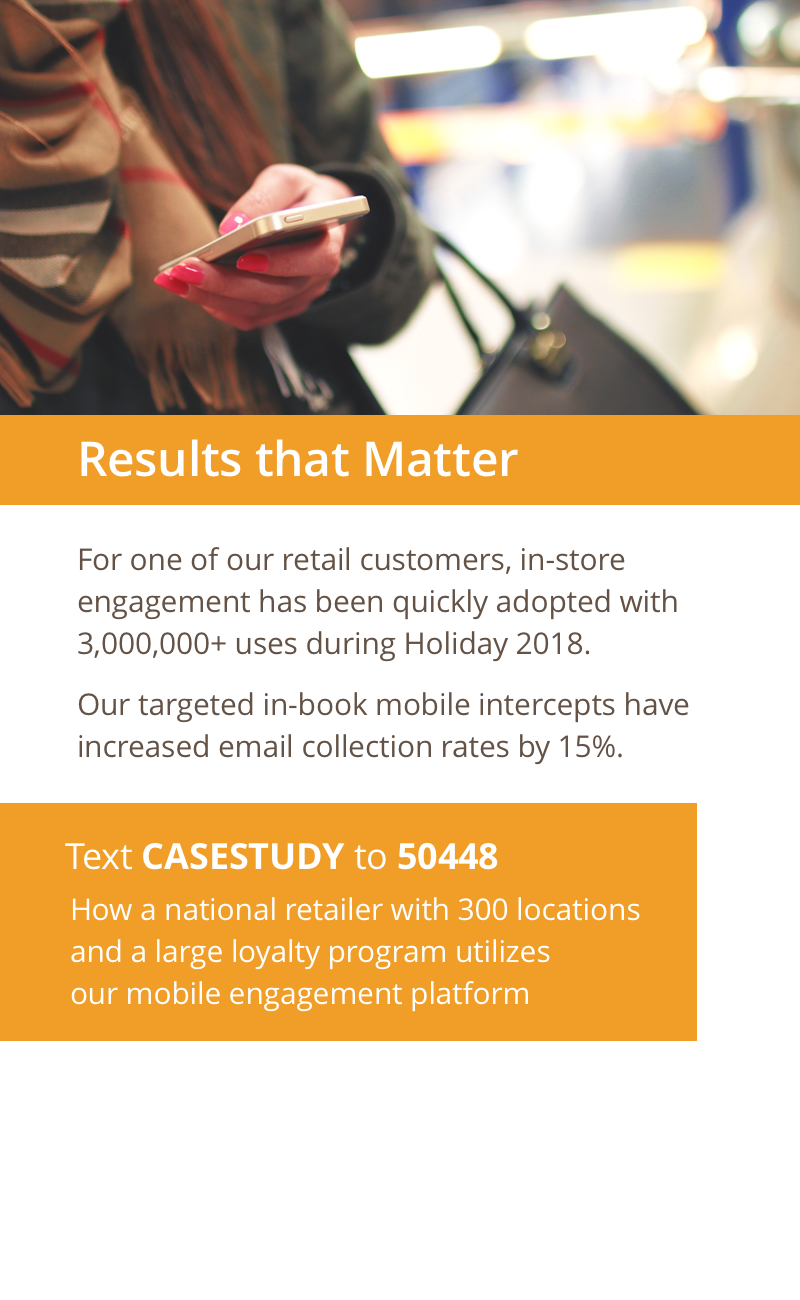 Results that Matter
For one of our retail customers, in-store
engagement has been quickly adopted with
3,000,000+ uses during Holiday 2018.
Our targeted in-book mobile intercepts have
increased email collection rates by 15%.
Text CASESTUDY to 50448
How a national retailer with 300 locations
and a large loyalty program utilizes
our mobile engagement platform